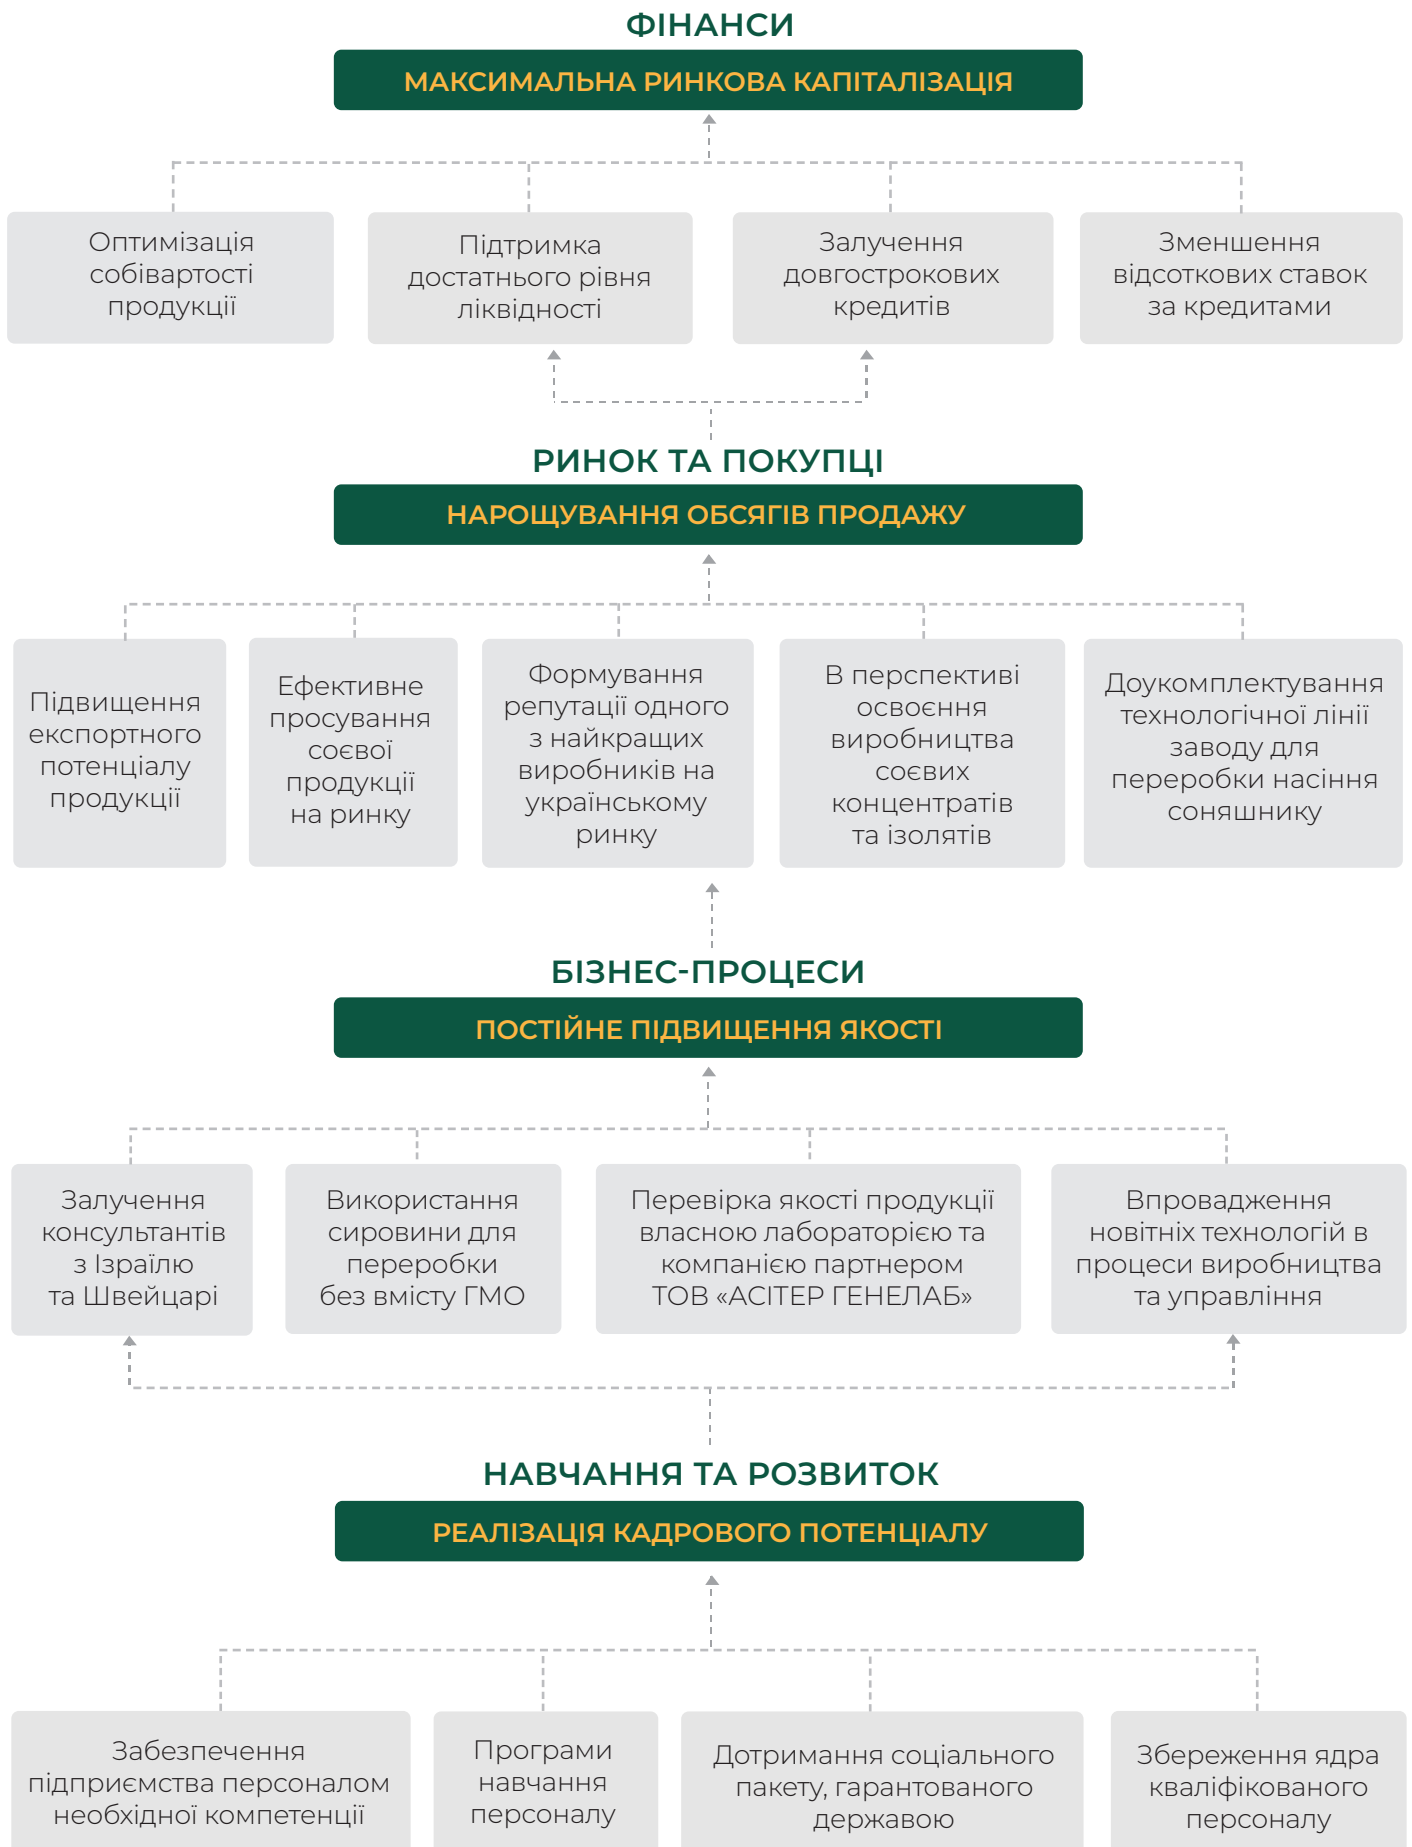 ФІНАНСИ
МАКСИМАЛЬНА РИНКОВА КАПІТАЛІЗАЦІЯ
Оптимізація
собівартості
продукції
Підтримка
достатнього рівня
ліквідності
Залучення
довгострокових
кредитів
Зменшення
відсоткових ставок
за кредитами
РИНОК ТА ПОКУПЦІ
НАРОЩУВАННЯ ОБСЯГІВ ПРОДАЖУ
Підвищення
експортного
потенціалу
продукції
Ефективне
просування
соєвої
продукції
на ринку
Формування
репутації одного
з найкращих
виробників на
українському
ринку
В перспективі
освоєння
виробництва
соєвих
концентратів
та ізолятів
Доукомплектування
технологічної лінії
заводу для
переробки насіння
соняшнику
БІЗНЕС-ПРОЦЕСИ
ПОСТІЙНЕ ПІДВИЩЕННЯ ЯКОСТІ
Залучення
консультантів
з Ізраїлю
та Швейцарі
Використання
сировини для
переробки
без вмісту ГМО
Перевірка якості продукції
власною лабораторією та
компанією партнером
ТОВ «АСІТЕР ГЕНЕЛАБ»
Впровадження
новітніх технологій в
процеси виробництва
та управління
НАВЧАННЯ ТА РОЗВИТОК
РЕАЛІЗАЦІЯ КАДРОВОГО ПОТЕНЦІАЛУ
Забезпечення
підприємства персоналом
необхідної компетенції
Програми
навчання
персоналу
Дотримання соціального
пакету, гарантованого
державою
Збереження ядра
кваліфікованого
персоналу